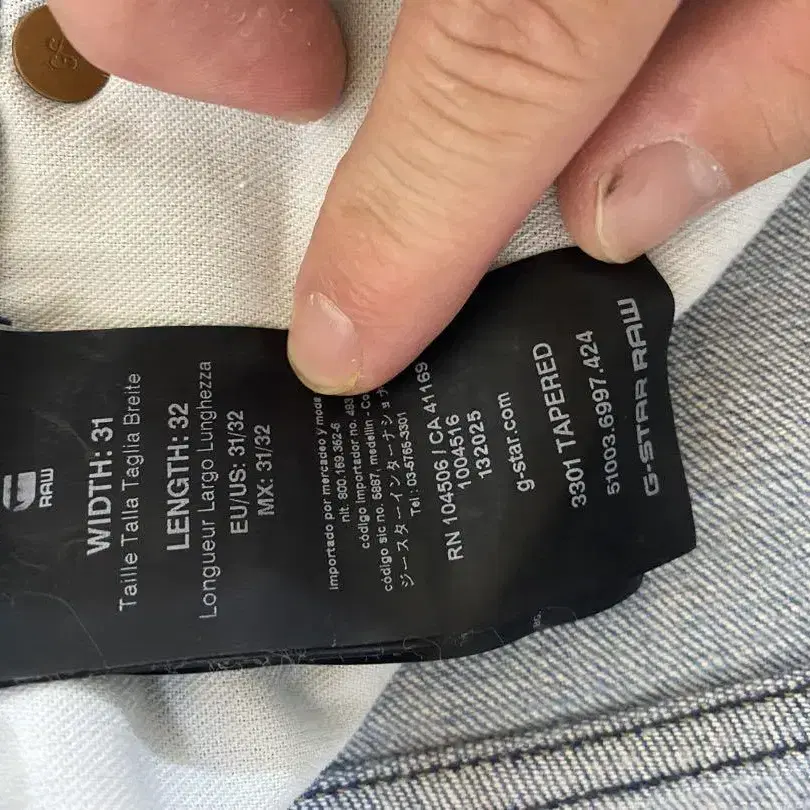 RAW
WIDTH: 31
Taille Talla Taglia Breite
LENGTH: 32
Longueur Largo Lunghezza
EU/US: 31/32
MX: 31/32
Importado por mercadeo y moda
nit. 800.169.352-6
código importador no. 483
código sic no. 5887, medellin - Co
ジースターインターナショナ
Tel: 03-5765-3301
RN 104506 / CA 41169
1004516
132025
g-star.com
3301 TAPERED
51003.6997.424
G-STAR RAW